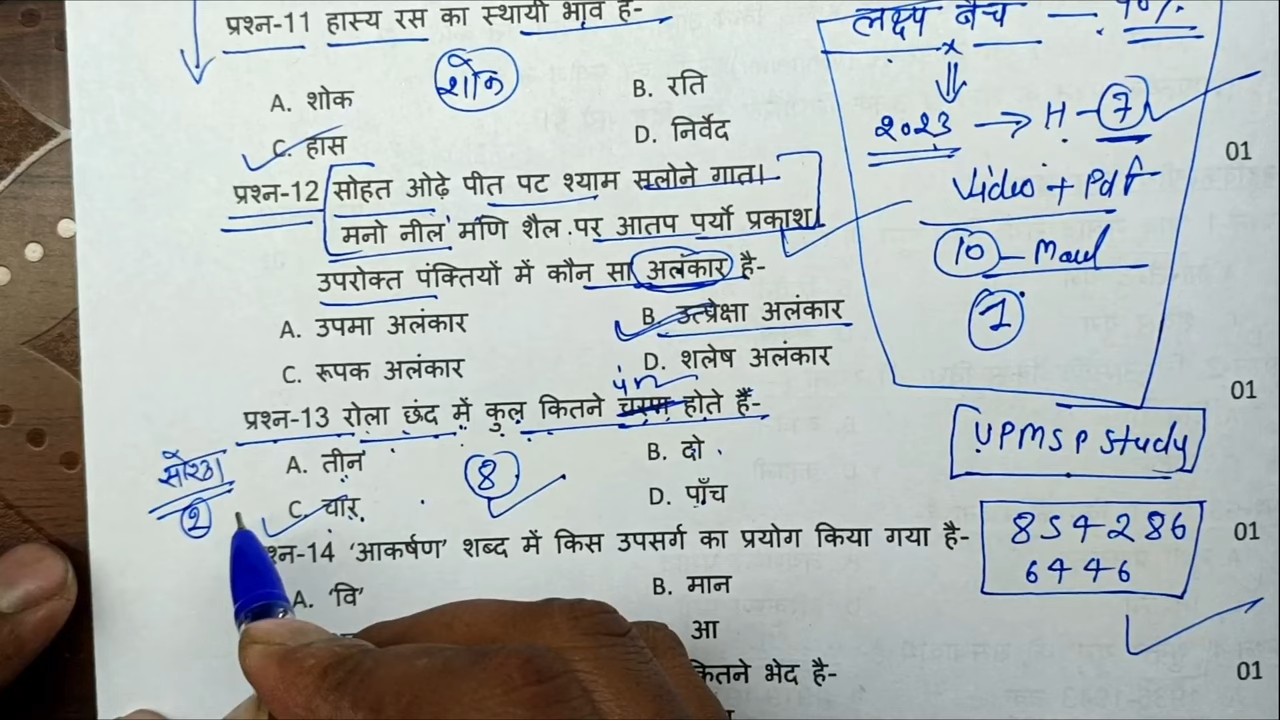 प्रश्न-11 हास्य रस का स्थायी भाव है-
शोक
A. शोक
B. रति
C. हास
D. निर्वेद
01
प्रश्न-12 सोहत ओढ़े पीत पट श्याम सलोने गात।
मनो नील मणि शैल पर आतप पर्यो प्रकाश।
उपरोक्त पंक्तियों में कौन सा अलंकार है-
A. उपमा अलंकार
B. उत्प्रेक्षा अलंकार
C. रूपक अलंकार
D. शलेष अलंकार
01
प्रश्न-13 रोला छंद में कुल कितने चरण होते हैं-
A. तीन
B. दो
8
C. चार
D. पाँच
2
01
प्रश्न-14 'आकर्षण' शब्द में किस उपसर्ग का प्रयोग किया गया है-
A. 'वि'
B. मान
आ
कितने भेद है-
01
लक्ष्य बैच
2023 → H - 7
Video + Pdf
10 -
1
UPMSP Study
854286
6446